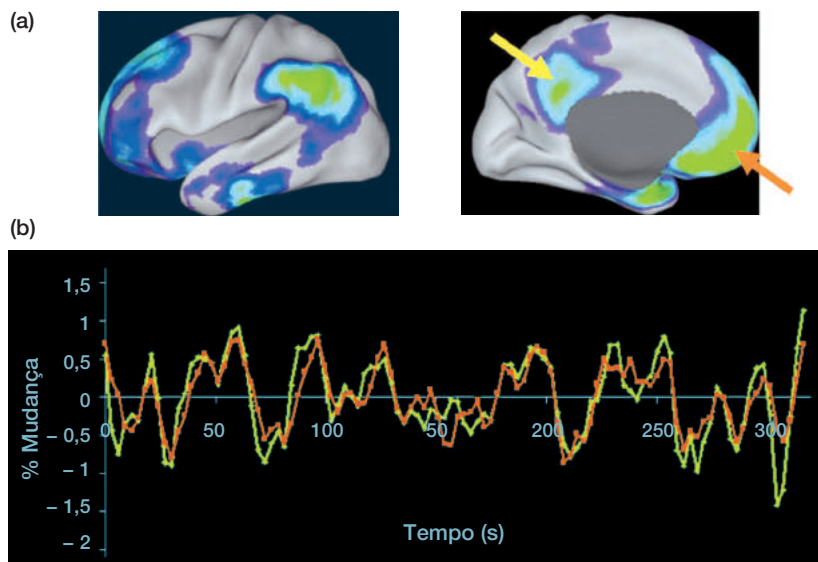 (a)
(b)
% Mudança
1,5
1
0,5
0
– 0,5
– 1
– 1,5
– 2
0 50 100 50 200 250 300
Tempo (s)